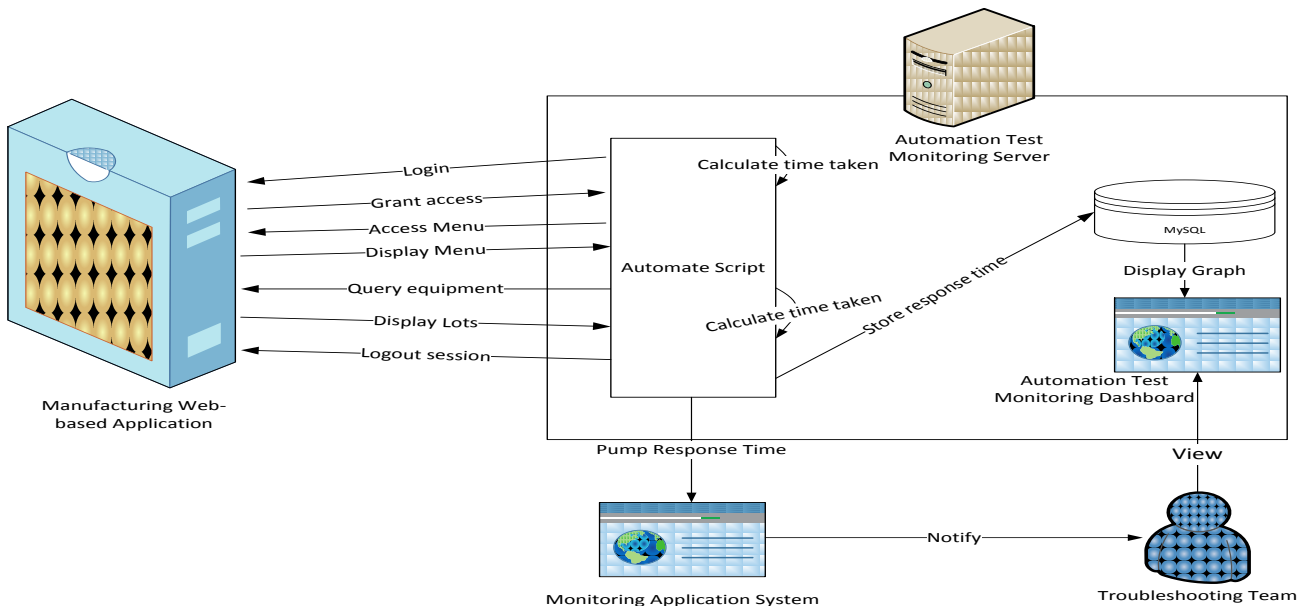 Automation Test
Monitoring Server
Login
Grant access
Access Menu
Display Menu
Query equipment
Display Lots
Logout session
Manufacturing Web-
based Application
Automate Script
Calculate time taken
Calculate time taken
Store response time
MySQL
Display Graph
Automation Test
Monitoring Dashboard
Pump Response Time
View
Notify
Monitoring Application System
Troubleshooting Team